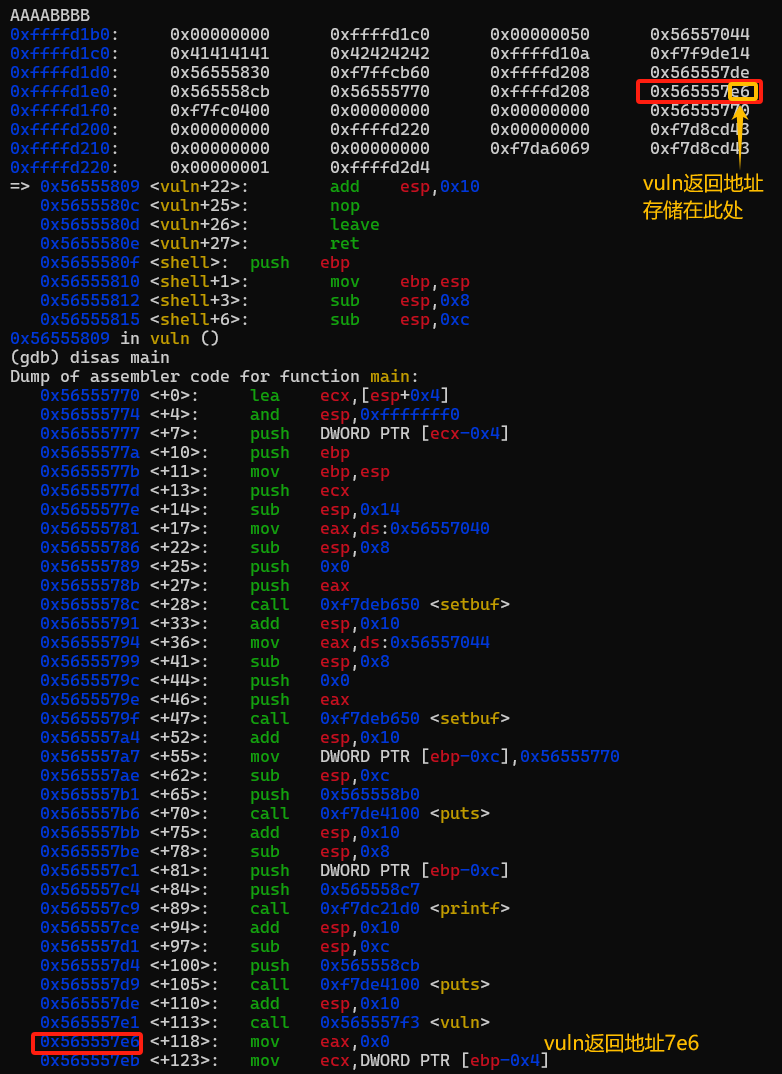 AAAABBBB
0xffffd1b0: 0x00000000 0xffffd1c0 0x00000050 0x56557044
0xffffd1c0: 0x41414141 0x42424242 0xffffd10a 0xf7f9de14
0xffffd1d0: 0x56555830 0xf7ffcb60 0xffffd208 0x565557de
0xffffd1e0: 0x565558cb 0x56555770 0xffffd208 0x565557e6
0xffffd1f0: 0xf7fc0400 0x00000000 0x00000000 0x56555770
0xffffd200: 0x00000000 0xffffd220 0x00000000 0xf7d8cd43
0xffffd210: 0x00000000 0x00000000 0xf7da6069 0xf7d8cd43
0xffffd220: 0x00000001 0xffffd2d4
vuln返回地址
存储在此处
=> 0x56555809 <vuln+22>: add esp,0x10
0x5655580c <vuln+25>: nop
0x5655580d <vuln+26>: leave
0x5655580e <vuln+27>: ret
0x5655580f <shell>: push ebp
0x56555810 <shell+1>: mov ebp,esp
0x56555812 <shell+3>: sub esp,0x8
0x56555815 <shell+6>: sub esp,0xc
0x56555809 in vuln ()
(gdb) disas main
Dump of assembler code for function main:
0x56555770 <+0>: lea ecx,[esp+0x4]
0x56555774 <+4>: and esp,0xfffffff0
0x56555777 <+7>: push DWORD PTR [ecx-0x4]
0x5655577a <+10>: push ebp
0x5655577b <+11>: mov ebp,esp
0x5655577d <+13>: push ecx
0x5655577e <+14>: sub esp,0x14
0x56555781 <+17>: mov eax,ds:0x56557040
0x56555786 <+22>: sub esp,0x8
0x56555789 <+25>: push 0x0
0x5655578b <+27>: push eax
0x5655578c <+28>: call 0xf7deb650 <setbuf>
0x56555791 <+33>: add esp,0x10
0x56555794 <+36>: mov eax,ds:0x56557044
0x56555799 <+41>: sub esp,0x8
0x5655579c <+44>: push 0x0
0x5655579e <+46>: push eax
0x5655579f <+47>: call 0xf7deb650 <setbuf>
0x565557a4 <+52>: add esp,0x10
0x565557a7 <+55>: mov DWORD PTR [ebp-0xc],0x56555770
0x565557ae <+62>: sub esp,0xc
0x565557b1 <+65>: push 0x565558b0
0x565557b6 <+70>: call 0xf7de4100 <puts>
0x565557bb <+75>: add esp,0x10
0x565557be <+78>: sub esp,0x8
0x565557c1 <+81>: push DWORD PTR [ebp-0xc]
0x565557c4 <+84>: push 0x565558c7
0x565557c9 <+89>: call 0xf7dc21d0 <printf>
0x565557ce <+94>: add esp,0x10
0x565557d1 <+97>: sub esp,0xc
0x565557d4 <+100>: push 0x565558cb
0x565557d9 <+105>: call 0xf7de4100 <puts>
0x565557de <+110>: add esp,0x10
0x565557e1 <+113>: call 0x565557f3 <vuln>
0x565557e6 <+118>: mov eax,0x0
vuln返回地址7e6
0x565557eb <+123>: mov ecx,DWORD PTR [ebp-0x4]